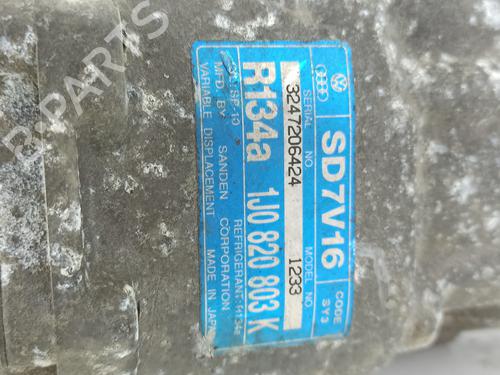 SD7V16
CODE
SY3
SERIAL NO.
MODEL NO.
3247206424 1233
R134a 1J0 820 803 K
REFRIGERANT:R134a
MFD. BY SANDEN CORPORATION
VARIABLE DISPLACEMENT MADE IN JAPAN
B-PARTS